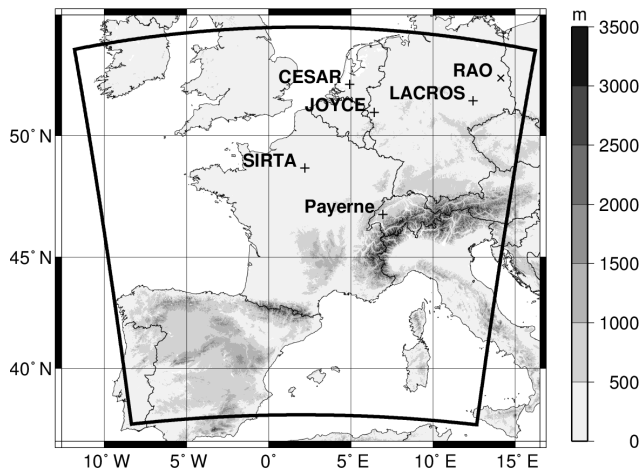 m
3500
CESAR
RAO
3000
LACROS
JOYCE
50° N
2500
SIRTA
2000
Payerne
1500
45° N
1000
40° N
500
0
10° W 5° W 0° 5° E 10° E 15° E